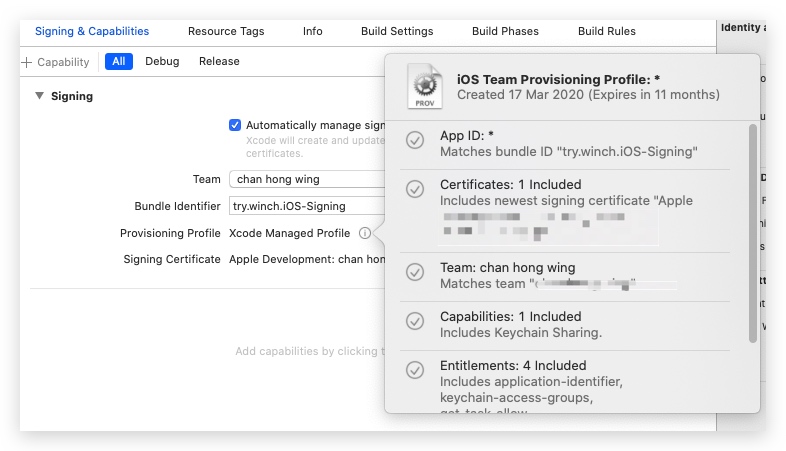 Signing & Capabilities Resource Tags Info Build Settings Build Phases Build Rules
Identity a
+ Capability All Debug Release
Signing
Automatically manage sign
Xcode will create and update
certificates.
Team chan hong wing
Bundle Identifier try.winch.iOS-Signing
Provisioning Profile Xcode Managed Profile
Signing Certificate Apple Development: chan hon
Add capabilities by clicking t
PROV
iOS Team Provisioning Profile: *
Created 17 Mar 2020 (Expires in 11 months)
App ID: *
Matches bundle ID "try.winch.iOS-Signing"
Certificates: 1 Included
Includes newest signing certificate "Apple
Team: chan hong wing
Matches team "
Capabilities: 1 Included
Includes Keychain Sharing.
Entitlements: 4 Included
Includes application-identifier,
keychain-access-groups,
get-task-allow